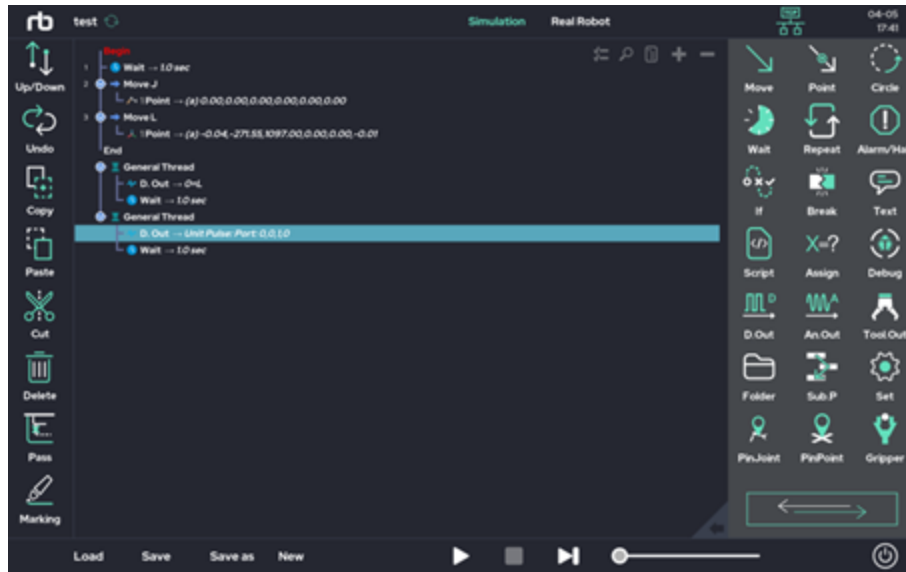 rb test Simulation Real Robot 04-05
17:41
Begin
1 Wait → 1.0 sec
2 Move J
Point → (a) 0.00,0.00,0.00,0.00,0.00,0.00
3 Move L
Point → (a) -0.04,-271.55,1097.00,0.00,0.00,-0.01
End
General Thread
D. Out → 0=L
Wait → 1.0 sec
General Thread
D. Out → Unit Pulse: Port: 0,0,1.0
Wait → 1.0 sec
Up/Down
Undo
Copy
Paste
Cut
Delete
Pass
Marking
Move Point Circle
Wait Repeat Alarm/Ha
If Break Text
Script Assign Debug
D.Out An.Out Tool.Out
Folder Sub.P Set
PinJoint PinPoint Gripper
Load Save Save as New